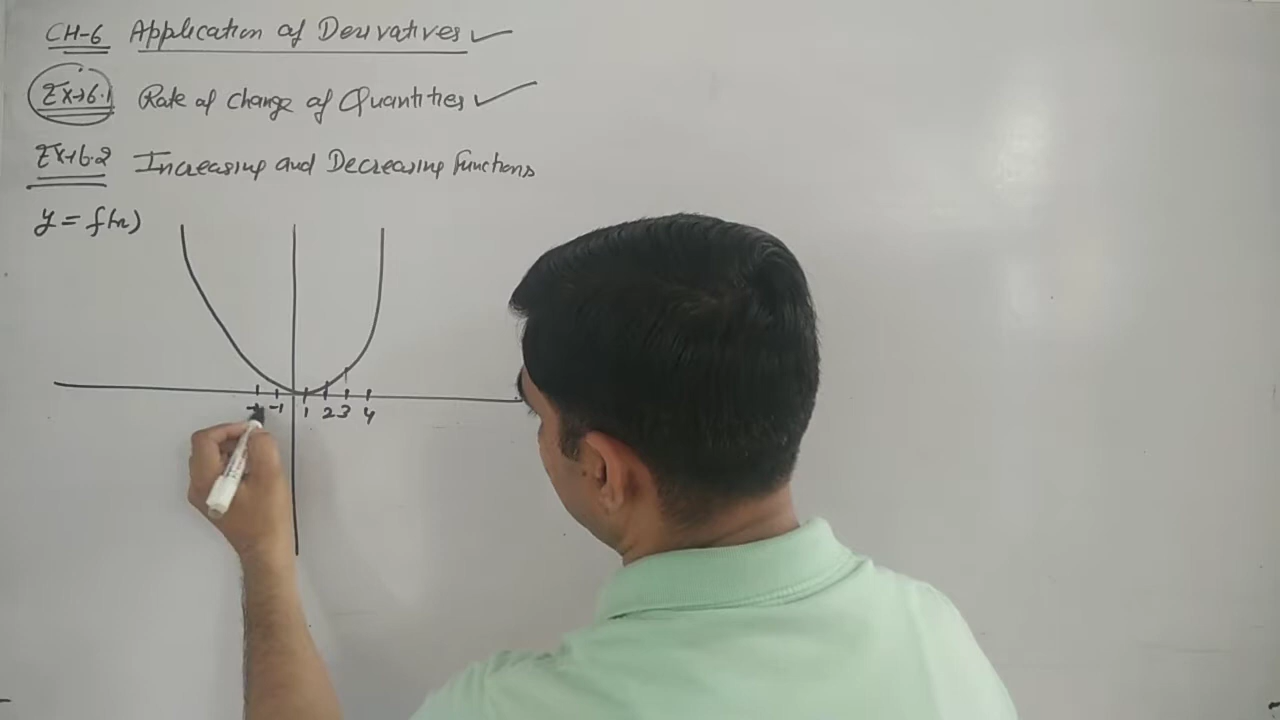 CH-6 Application of Derivatives ✓
Ex→6.1 Rate of change of Quantities ✓
Ex→6.2 Increasing and Decreasing Functions
y = f(x)
-1 1 2 3 4